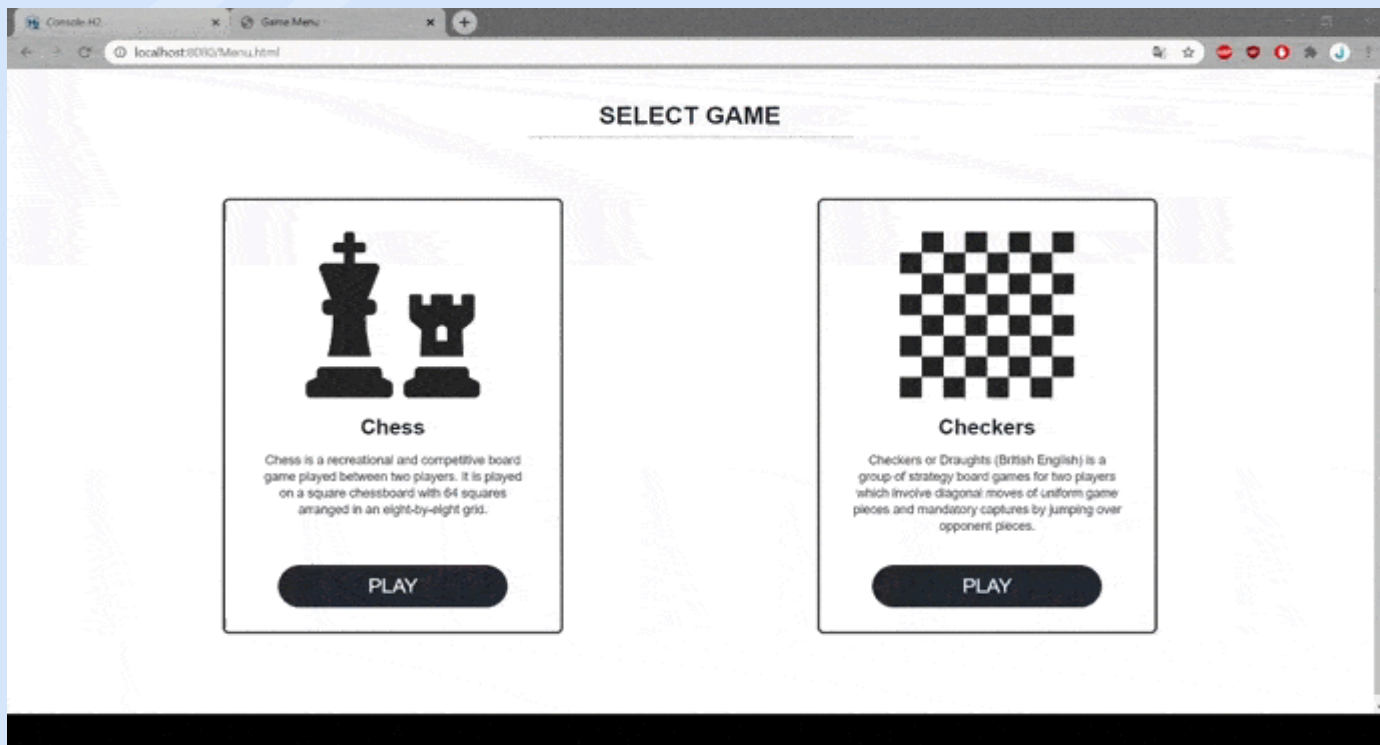 Console H2
Game Menu
localhost:8080/Menu.html
SELECT GAME
Chess
Chess is a recreational and competitive board
game played between two players. It is played
on a square chessboard with 64 squares
arranged in an eight-by-eight grid.
PLAY
Checkers
Checkers or Draughts (British English) is a
group of strategy board games for two players
which involve diagonal moves of uniform game
pieces and mandatory captures by jumping over
opponent pieces.
PLAY